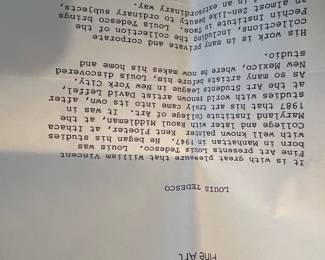 Fine Art
LOUIS TEDESCO
It is with great pleasure that William Vincent
Fine Art presents Louis Tedesco. Louis was
born in Manhattan in 1947. He began his studies
with well known painter Kent Floeter, at Ithaca
College and later with Raoul Middleman, at the
Maryland Institute College of Art. It was in
1987 that his art truly came into its own, after
studies with world renowned artist David Leffel,
at the Art Students League in New York City.
As so many artists before him, Louis discovered
New Mexico, where he now makes his home and
studio.
His work is in many private and corporate
collections, including the collection of the
Pechin Institute in Taos. Louis Tedesco brings
an almost Zen-like beauty to ordinary subjects,
in an extraordinary way.